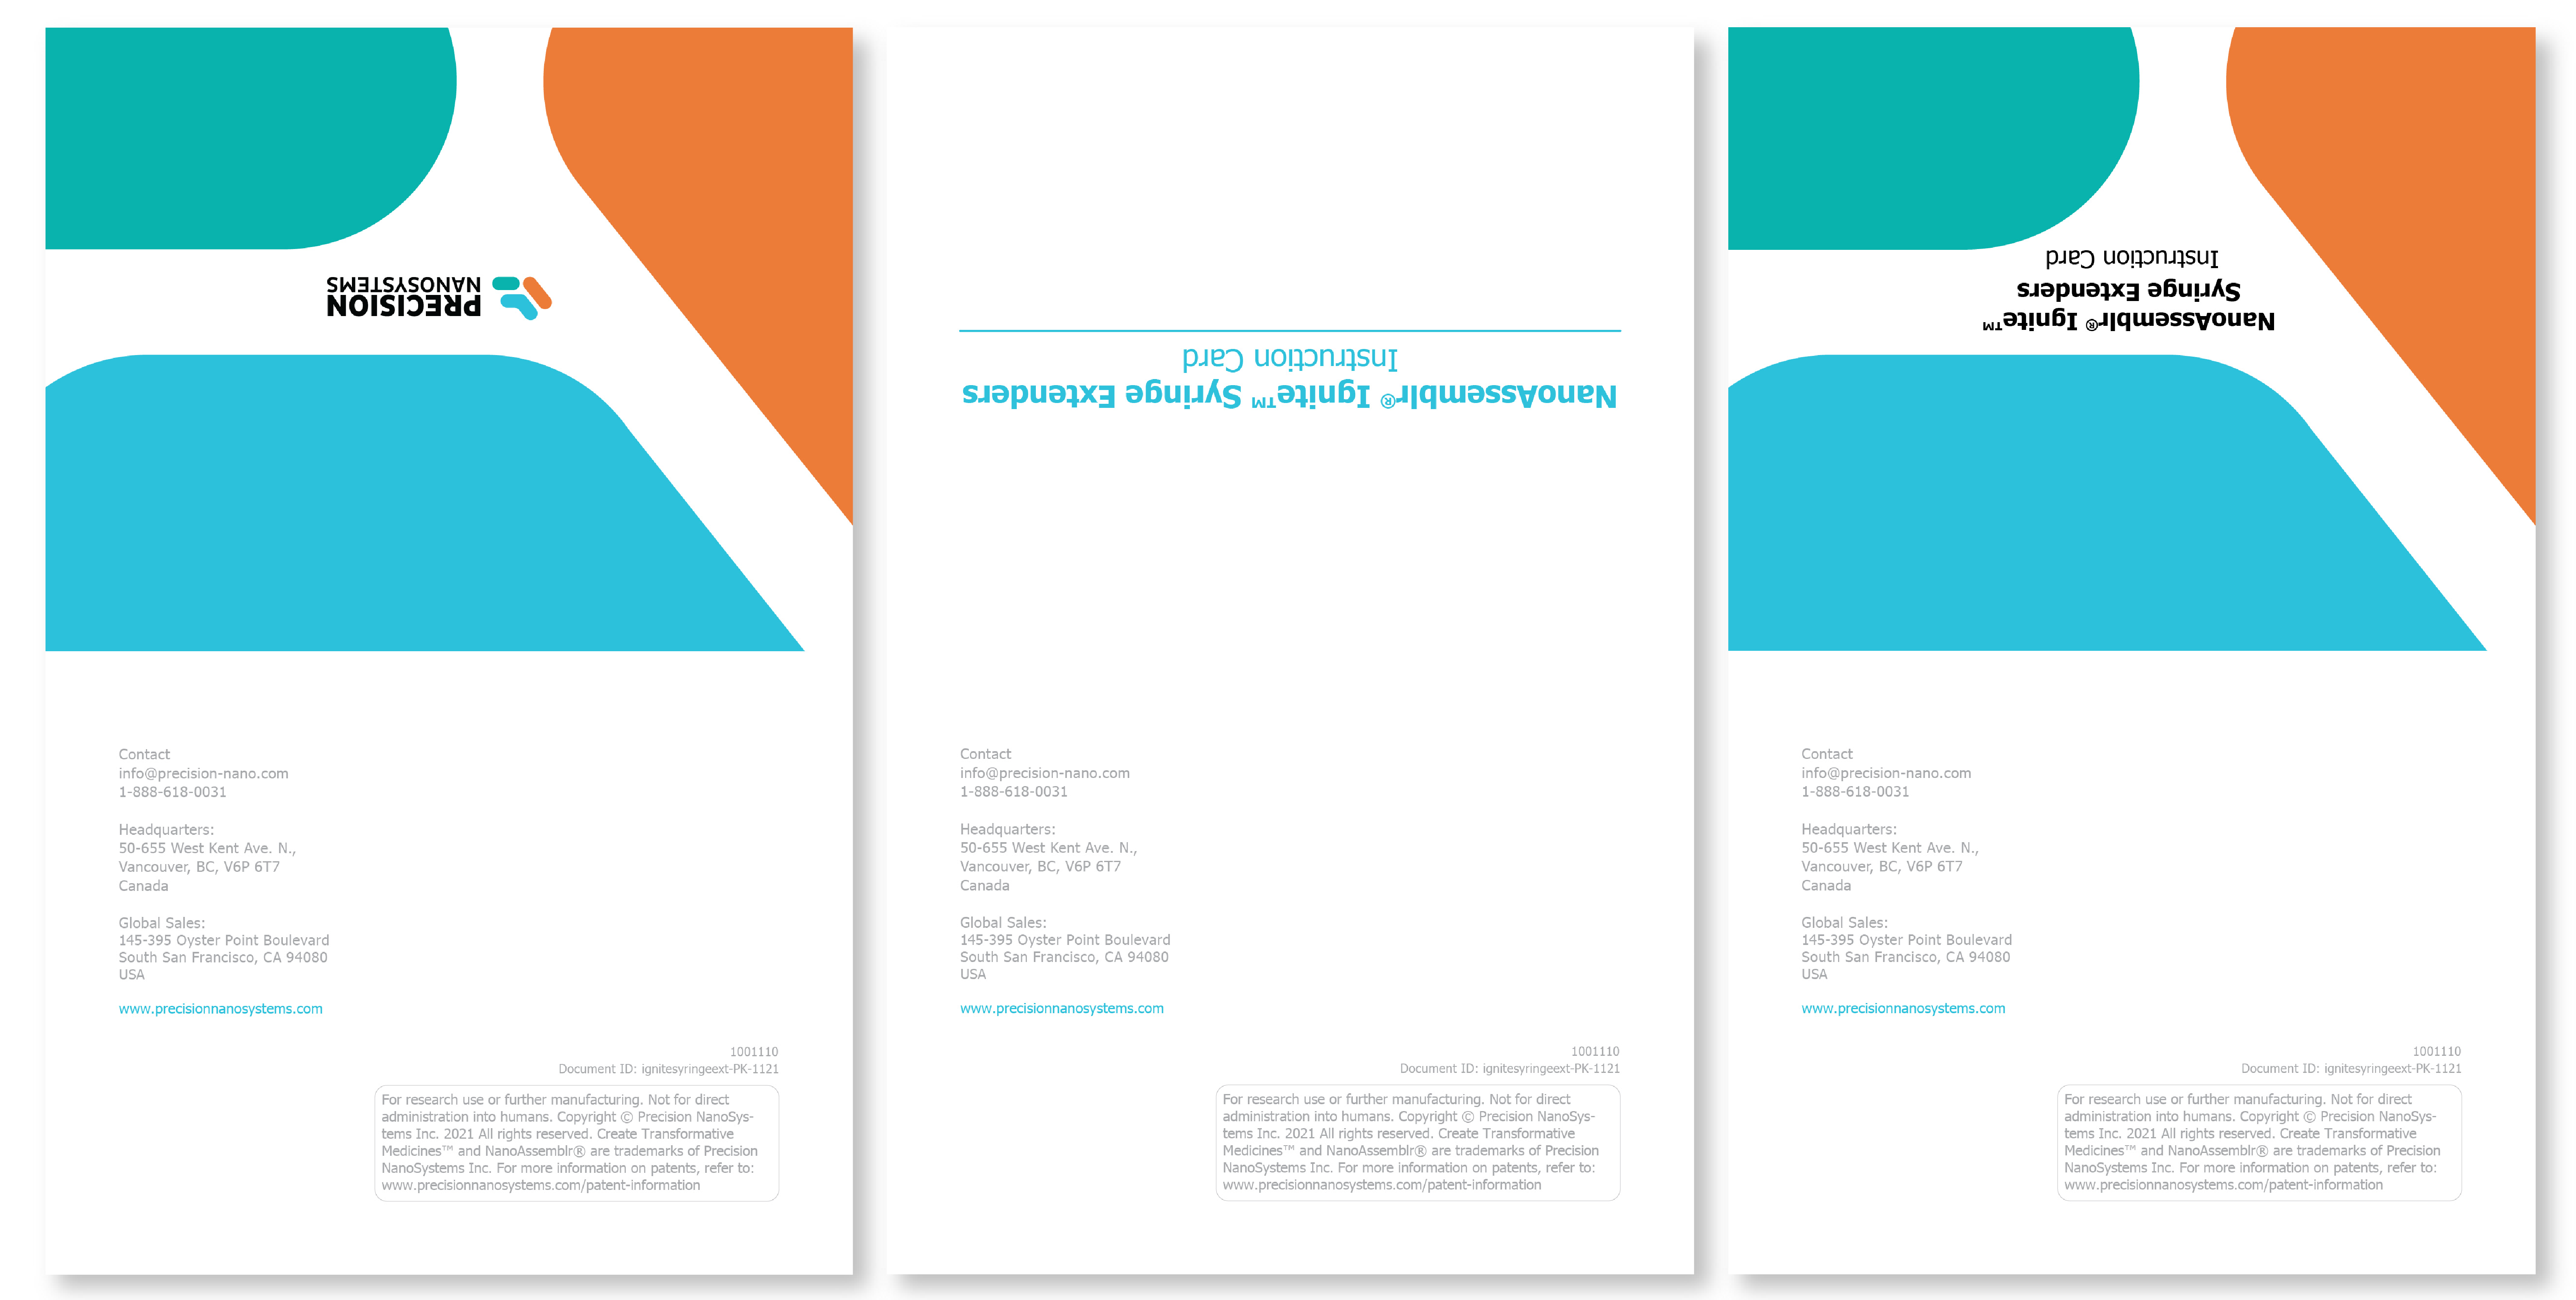 PRECISION
NANOSYSTEMS
Contact
info@precision-nano.com
1-888-618-0031
Headquarters:
50-655 West Kent Ave. N.,
Vancouver, BC, V6P 6T7
Canada
Global Sales:
145-395 Oyster Point Boulevard
South San Francisco, CA 94080
USA
www.precisionnanosystems.com
1001110
Document ID: ignitesyringeext-PK-1121
For research use or further manufacturing. Not for direct
administration into humans. Copyright © Precision NanoSys-
tems Inc. 2021 All rights reserved. Create Transformative
Medicines™ and NanoAssemblr® are trademarks of Precision
NanoSystems Inc. For more information on patents, refer to:
www.precisionnanosystems.com/patent-information
NanoAssemblr® Ignite™ Syringe Extenders
Instruction Card
Contact
info@precision-nano.com
1-888-618-0031
Headquarters:
50-655 West Kent Ave. N.,
Vancouver, BC, V6P 6T7
Canada
Global Sales:
145-395 Oyster Point Boulevard
South San Francisco, CA 94080
USA
www.precisionnanosystems.com
1001110
Document ID: ignitesyringeext-PK-1121
For research use or further manufacturing. Not for direct
administration into humans. Copyright © Precision NanoSys-
tems Inc. 2021 All rights reserved. Create Transformative
Medicines™ and NanoAssemblr® are trademarks of Precision
NanoSystems Inc. For more information on patents, refer to:
www.precisionnanosystems.com/patent-information
NanoAssemblr® Ignite™
Syringe Extenders
Instruction Card
Contact
info@precision-nano.com
1-888-618-0031
Headquarters:
50-655 West Kent Ave. N.,
Vancouver, BC, V6P 6T7
Canada
Global Sales:
145-395 Oyster Point Boulevard
South San Francisco, CA 94080
USA
www.precisionnanosystems.com
1001110
Document ID: ignitesyringeext-PK-1121
For research use or further manufacturing. Not for direct
administration into humans. Copyright © Precision NanoSys-
tems Inc. 2021 All rights reserved. Create Transformative
Medicines™ and NanoAssemblr® are trademarks of Precision
NanoSystems Inc. For more information on patents, refer to:
www.precisionnanosystems.com/patent-information